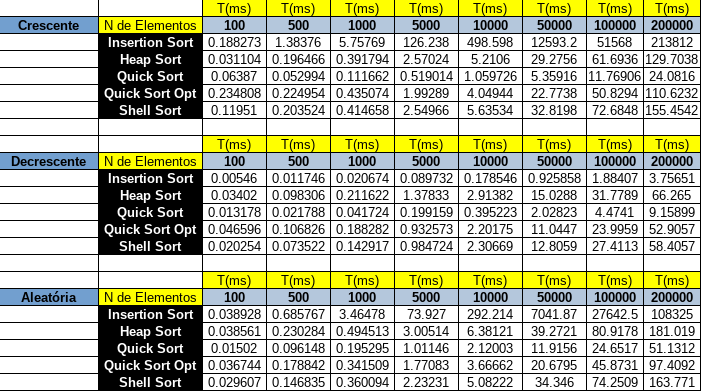 T(ms) T(ms) T(ms) T(ms) T(ms) T(ms) T(ms) T(ms)
Crescente N de Elementos 100 500 1000 5000 10000 50000 100000 200000
Insertion Sort 0.188273 1.38376 5.75769 126.238 498.598 12593.2 51568 213812
Heap Sort 0.031104 0.196466 0.391794 2.57024 5.2106 29.2756 61.6936 129.7038
Quick Sort 0.06387 0.052994 0.111662 0.519014 1.059726 5.35916 11.76906 24.0816
Quick Sort Opt 0.234808 0.224954 0.435074 1.99289 4.04944 22.7738 50.8294 110.6232
Shell Sort 0.11951 0.203524 0.414658 2.54966 5.63534 32.8198 72.6848 155.4542
T(ms) T(ms) T(ms) T(ms) T(ms) T(ms) T(ms) T(ms)
Decrescente N de Elementos 100 500 1000 5000 10000 50000 100000 200000
Insertion Sort 0.00546 0.011746 0.020674 0.089732 0.178546 0.925858 1.88407 3.75651
Heap Sort 0.03402 0.098306 0.211622 1.37833 2.91382 15.0288 31.7789 66.265
Quick Sort 0.013178 0.021788 0.041724 0.199159 0.395223 2.02823 4.4741 9.15899
Quick Sort Opt 0.046596 0.106826 0.188282 0.932573 2.20175 11.0447 23.9959 52.9057
Shell Sort 0.020254 0.073522 0.142917 0.984724 2.30669 12.8059 27.4113 58.4057
T(ms) T(ms) T(ms) T(ms) T(ms) T(ms) T(ms) T(ms)
Aleatória N de Elementos 100 500 1000 5000 10000 50000 100000 200000
Insertion Sort 0.038928 0.685767 3.46478 73.927 292.214 7041.87 27642.5 108325
Heap Sort 0.038561 0.230284 0.494513 3.00514 6.38121 39.2721 80.9178 181.019
Quick Sort 0.01502 0.096148 0.195295 1.01146 2.12003 11.9156 24.6517 51.1312
Quick Sort Opt 0.036744 0.178842 0.341509 1.77083 3.66662 20.6795 45.8731 97.4092
Shell Sort 0.029607 0.146835 0.360094 2.23231 5.08222 34.346 74.2509 163.771